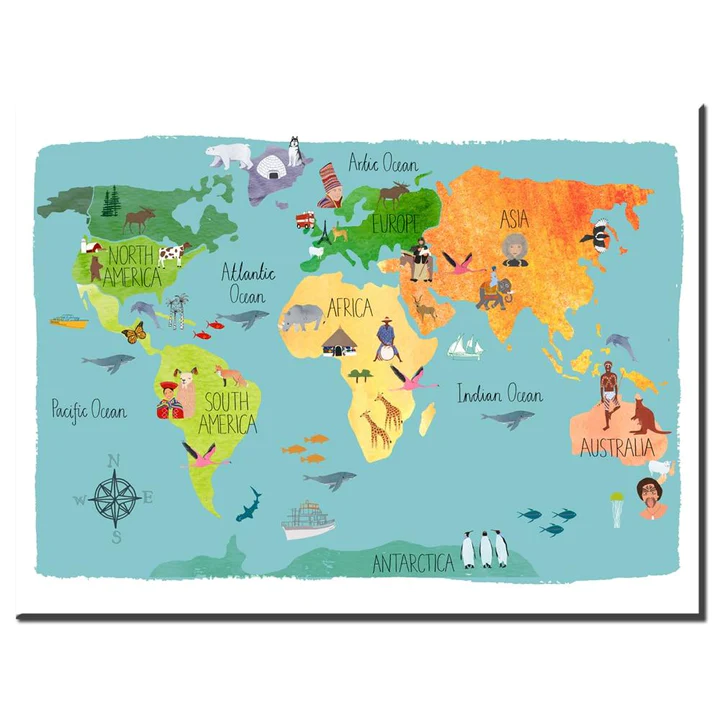 Artic Ocean
EUROPE
ASIA
NORTH
AMERICA
Atlantic
Ocean
AFRICA
Pacific Ocean
SOUTH
AMERICA
Indian Ocean
AUSTRALIA
N
W
E
S
ANTARCTICA